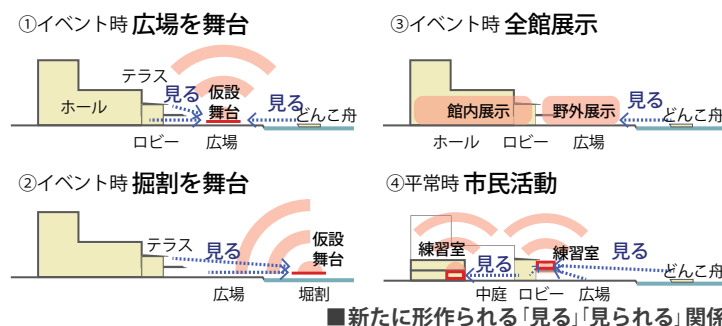 ①イベント時 広場を舞台
テラス
見る
仮設
舞台
見る
ホール
どんこ舟
ロビー
広場
②イベント時 堀割を舞台
テラス
見る
仮設
舞台
広場
堀割
③イベント時 全館展示
館内展示
野外展示
見る
どんこ舟
ホール
ロビー
広場
④平常時 市民活動
練習室
見る
練習室
見る
どんこ舟
中庭
ロビー
広場
■新たに形作られる「見る」「見られる」関係